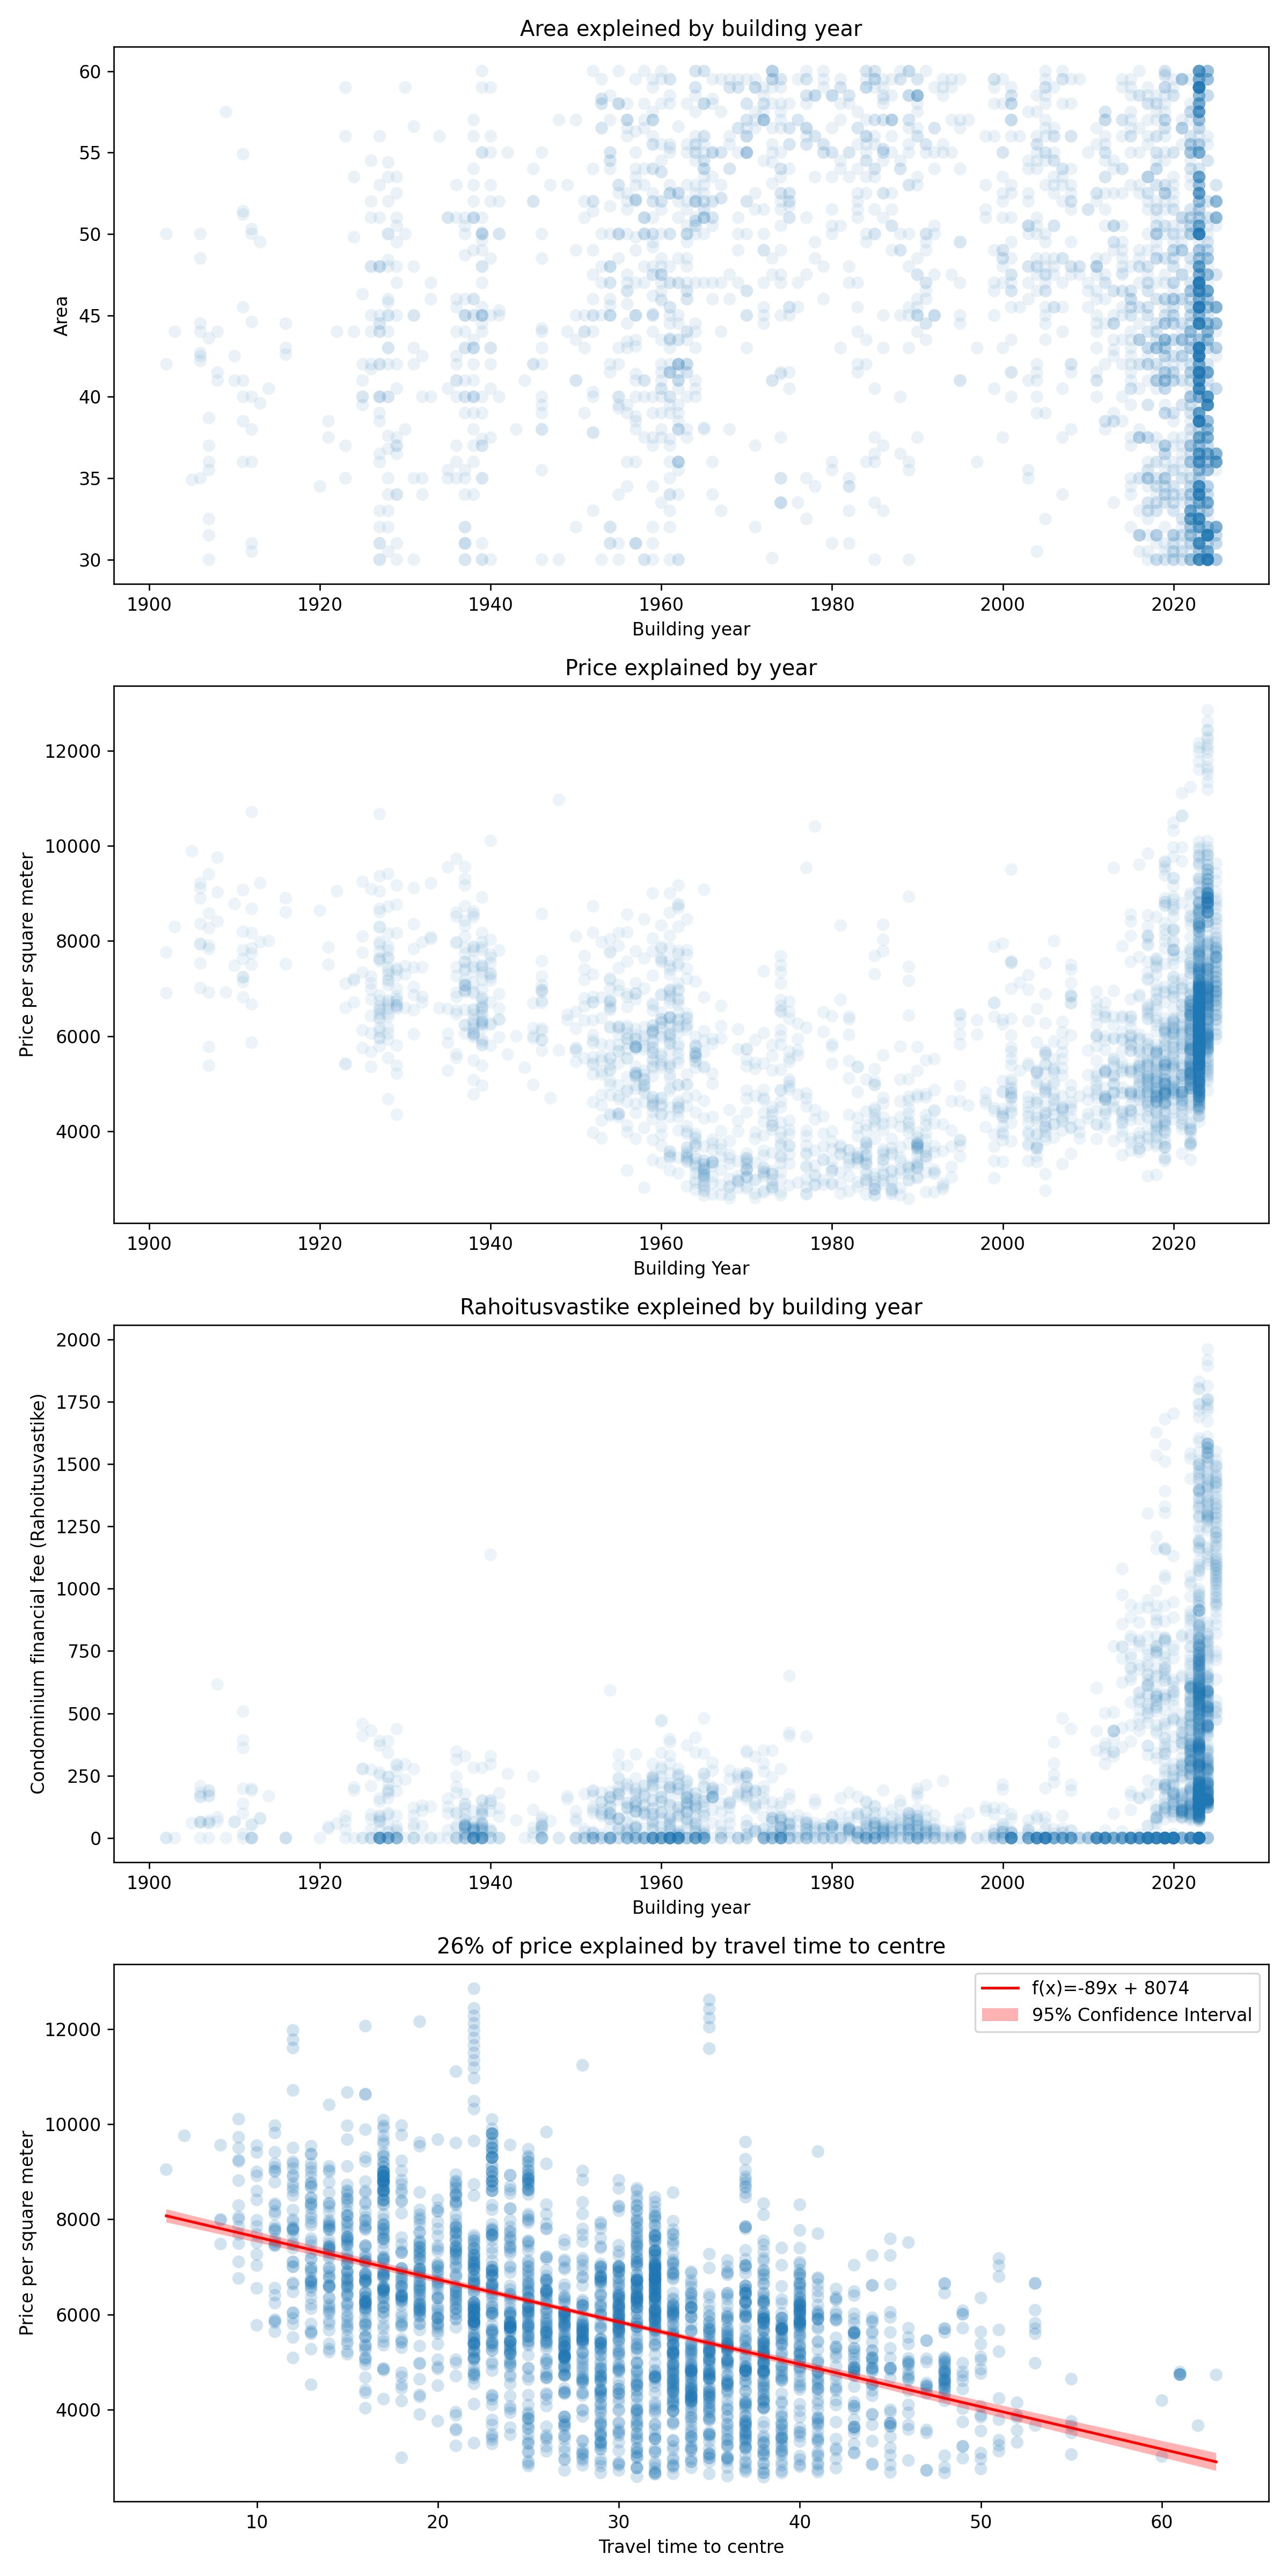 Area expleined by building year
60
55
50
45
40
35
30
Area
1900 1920 1940 1960 1980 2000 2020
Building year
Price explained by year
12000
10000
8000
6000
4000
Price per square meter
1900 1920 1940 1960 1980 2000 2020
Building Year
Rahoitusvastike expleined by building year
2000
1750
1500
1250
1000
750
500
250
0
Condominium financial fee (Rahoitusvastike)
1900 1920 1940 1960 1980 2000 2020
Building year
26% of price explained by travel time to centre
f(x)=-89x + 8074
95% Confidence Interval
12000
10000
8000
6000
4000
Price per square meter
10 20 30 40 50 60
Travel time to centre